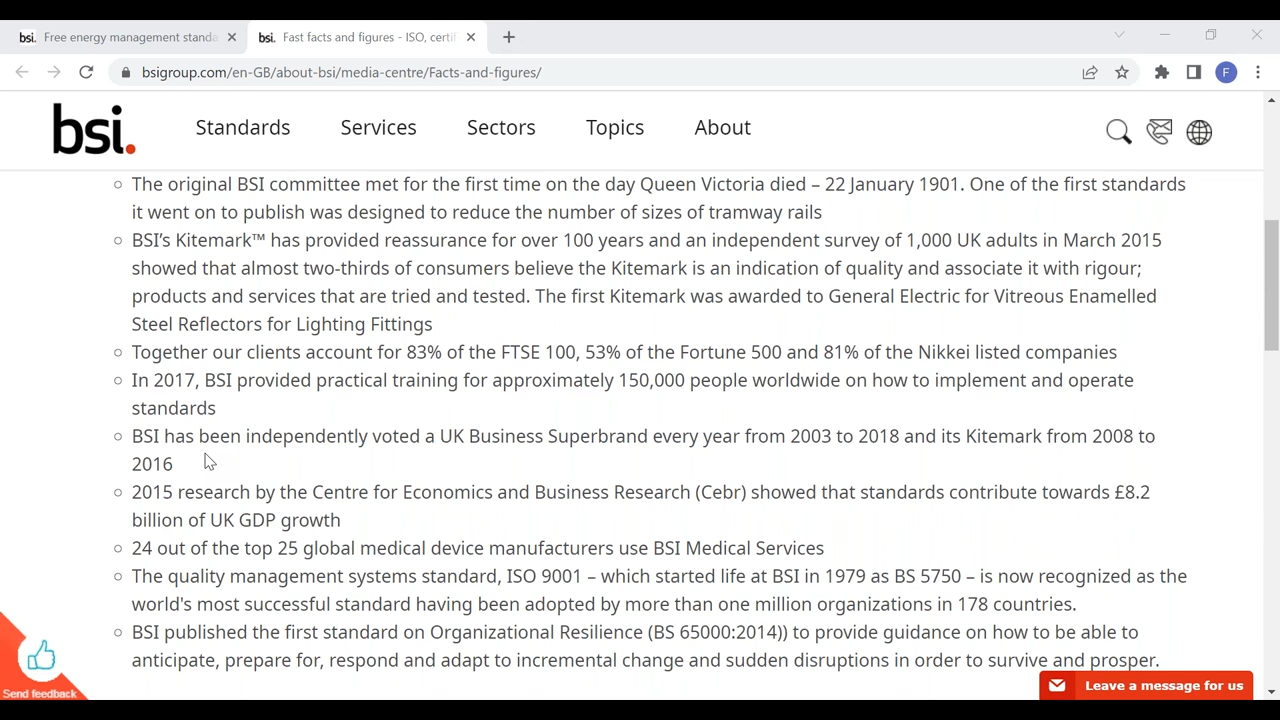 bsi. Free energy management standa
bsi. Fast facts and figures - ISO, certif
bsigroup.com/en-GB/about-bsi/media-centre/Facts-and-figures/
F
bsi.
Standards Services Sectors Topics About
○ The original BSI committee met for the first time on the day Queen Victoria died – 22 January 1901. One of the first standards
it went on to publish was designed to reduce the number of sizes of tramway rails
○ BSI’s Kitemark™ has provided reassurance for over 100 years and an independent survey of 1,000 UK adults in March 2015
showed that almost two-thirds of consumers believe the Kitemark is an indication of quality and associate it with rigour;
products and services that are tried and tested. The first Kitemark was awarded to General Electric for Vitreous Enamelled
Steel Reflectors for Lighting Fittings
○ Together our clients account for 83% of the FTSE 100, 53% of the Fortune 500 and 81% of the Nikkei listed companies
○ In 2017, BSI provided practical training for approximately 150,000 people worldwide on how to implement and operate
standards
○ BSI has been independently voted a UK Business Superbrand every year from 2003 to 2018 and its Kitemark from 2008 to
2016
○ 2015 research by the Centre for Economics and Business Research (Cebr) showed that standards contribute towards £8.2
billion of UK GDP growth
○ 24 out of the top 25 global medical device manufacturers use BSI Medical Services
○ The quality management systems standard, ISO 9001 – which started life at BSI in 1979 as BS 5750 – is now recognized as the
world's most successful standard having been adopted by more than one million organizations in 178 countries.
○ BSI published the first standard on Organizational Resilience (BS 65000:2014)) to provide guidance on how to be able to
anticipate, prepare for, respond and adapt to incremental change and sudden disruptions in order to survive and prosper.
Send feedback
Leave a message for us